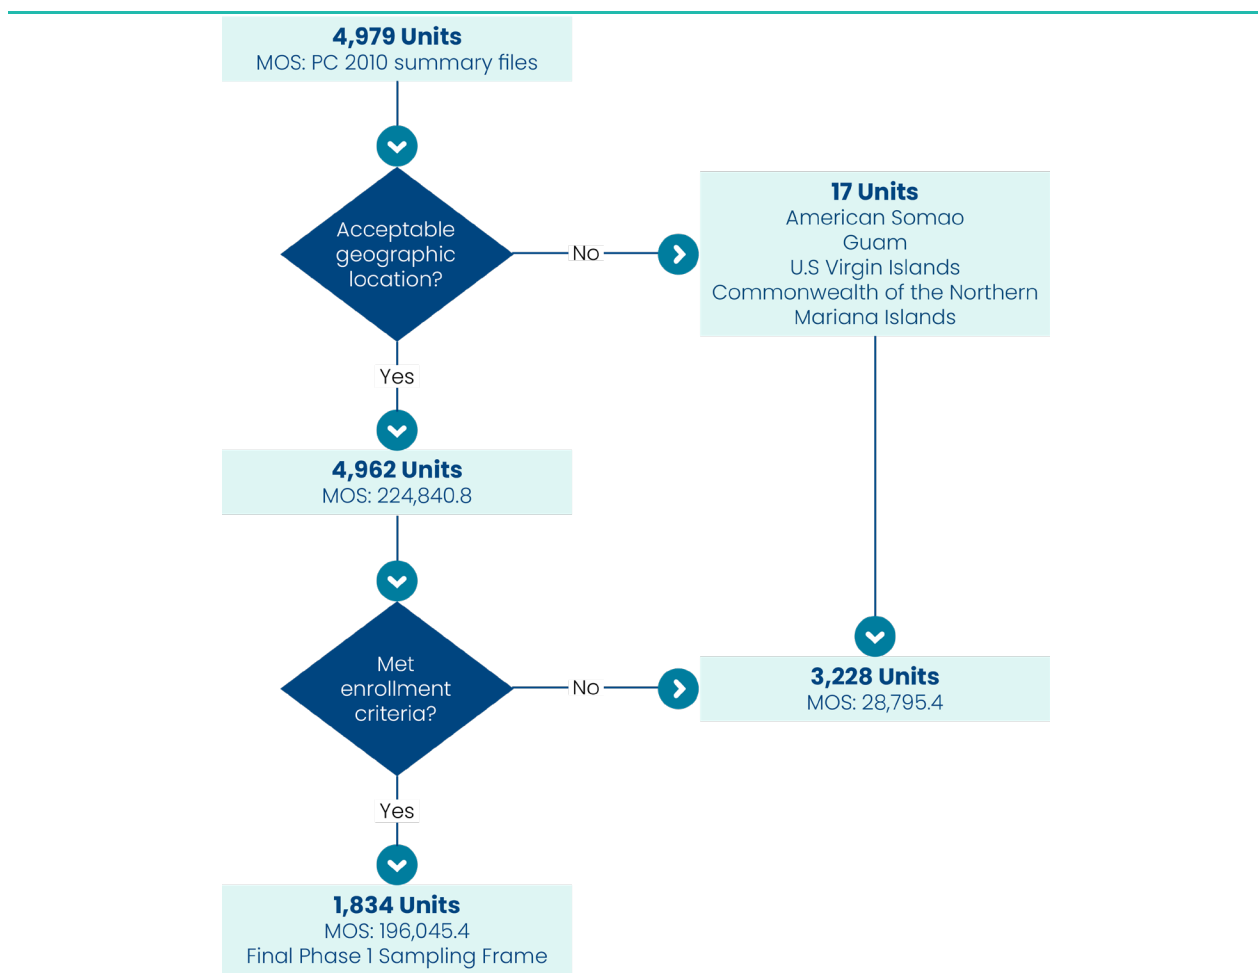 4,979 Units
MOS: PC 2010 summary files
Acceptable
geographic
location?
No
17 Units
American Somao
Guam
U.S Virgin Islands
Commonwealth of the Northern
Mariana Islands
Yes
4,962 Units
MOS: 224,840.8
Met
enrollment
criteria?
No
3,228 Units
MOS: 28,795.4
Yes
1,834 Units
MOS: 196,045.4
Final Phase 1 Sampling Frame